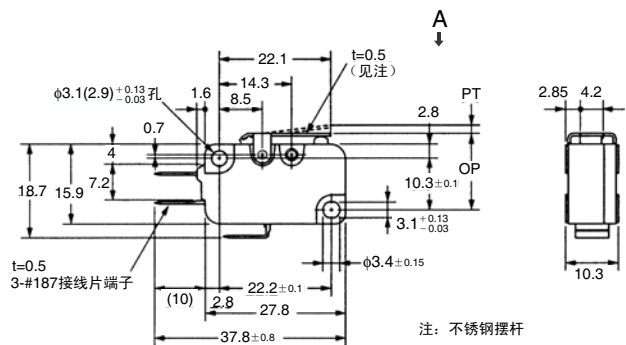 A
22.1
t=0.5
（见注）
14.3
φ3.1(2.9)+0.13 -0.03孔
1.6
8.5
PT
2.8
2.85
4.2
0.7
4
OP
18.7
15.9
7.2
10.3±0.1
3.1+0.13 -0.03
φ3.4±0.15
t=0.5
3-#187接线片端子
(10)
22.2±0.1
2.8
27.8
10.3
37.8±0.8
注：不锈钢摆杆